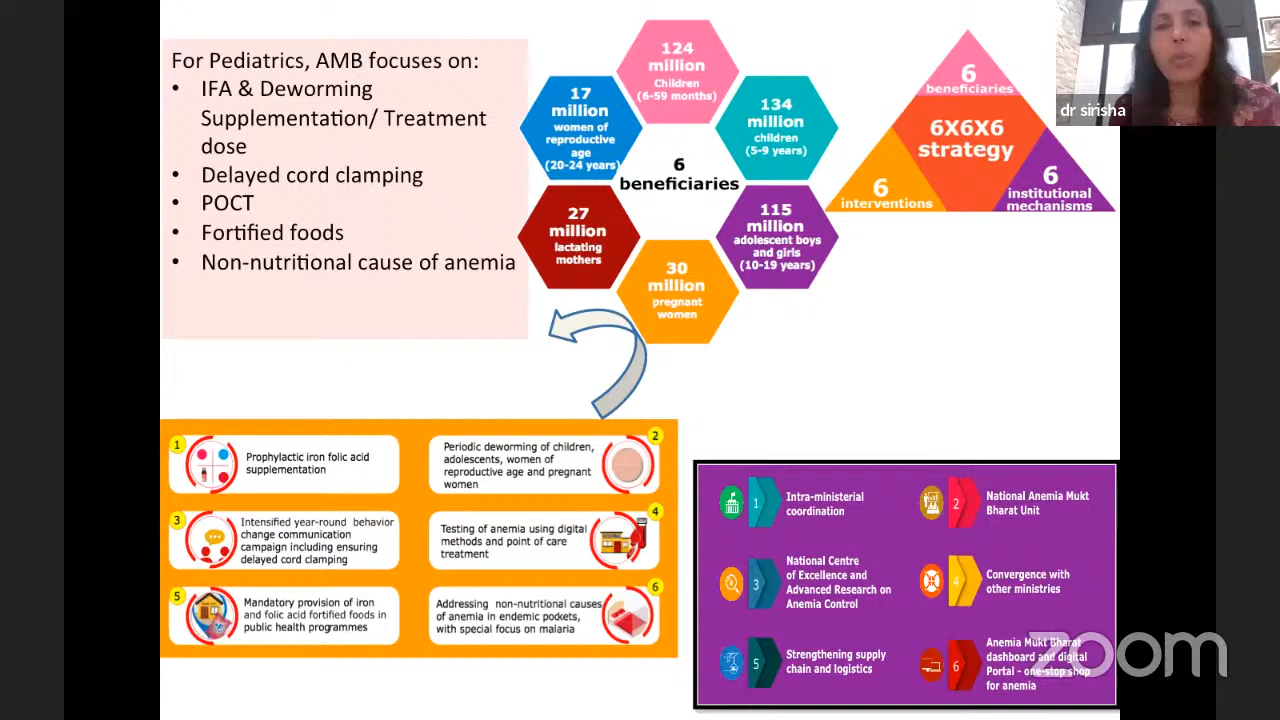 For Pediatrics, AMB focuses on:
• IFA & Deworming
Supplementation/ Treatment
dose
• Delayed cord clamping
• POCT
• Fortified foods
• Non-nutritional cause of anemia
124
million
Children
(6-59 months)
17
million
women of
reproductive
age
(20-24 years)
134
million
children
(5-9 years)
6
beneficiaries
27
million
lactating
mothers
115
million
adolescent boys
and girls
(10-19 years)
30
million
pregnant
women
6
beneficiaries
6X6X6
strategy
6
interventions
6
institutional
mechanisms
dr sirisha
1
Prophylactic iron folic acid
supplementation
2
Periodic deworming of children,
adolescents, women of
reproductive age and pregnant
women
3
Intensified year-round behavior
change communication
campaign including ensuring
delayed cord clamping
4
Testing of anemia using digital
methods and point of care
treatment
5
Mandatory provision of iron
and folic acid fortified foods in
public health programmes
6
Addressing non-nutritional causes
of anemia in endemic pockets,
with special focus on malaria
1
Intra-ministerial
coordination
2
National Anemia Mukt
Bharat Unit
3
National Centre
of Excellence and
Advanced Research on
Anemia Control
4
Convergence with
other ministries
5
Strengthening supply
chain and logistics
6
Anemia Mukt Bharat
dashboard and digital
Portal - one-stop shop
for anemia
zoom